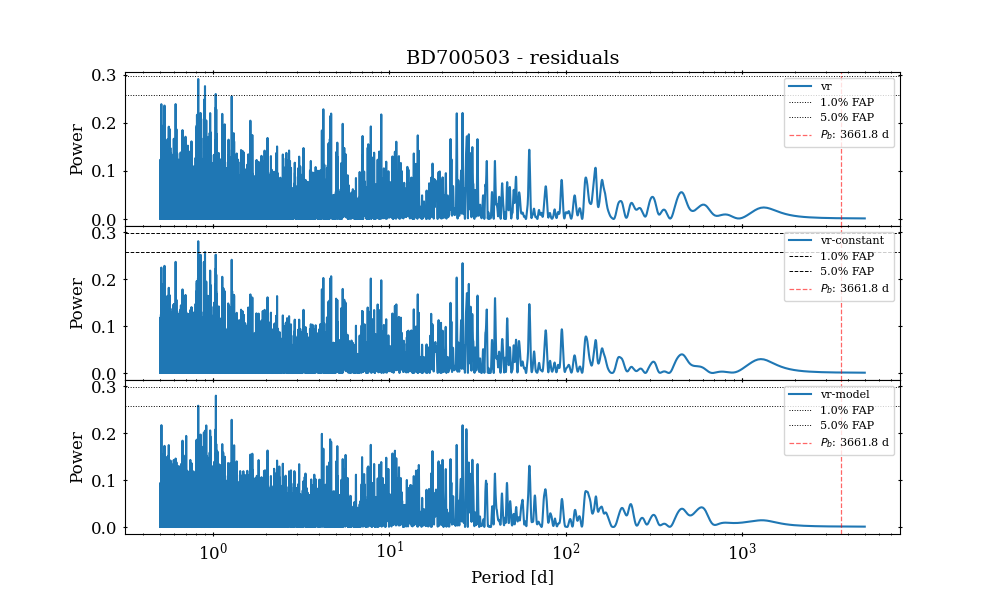 BD700503 - residuals
0.3
0.2
0.1
0.0
Power
vr
1.0% FAP
5.0% FAP
P_b: 3661.8 d
0.3
0.2
0.1
0.0
Power
vr-constant
1.0% FAP
5.0% FAP
P_b: 3661.8 d
0.3
0.2
0.1
0.0
Power
vr-model
1.0% FAP
5.0% FAP
P_b: 3661.8 d
10^0 10^1 10^2 10^3
Period [d]